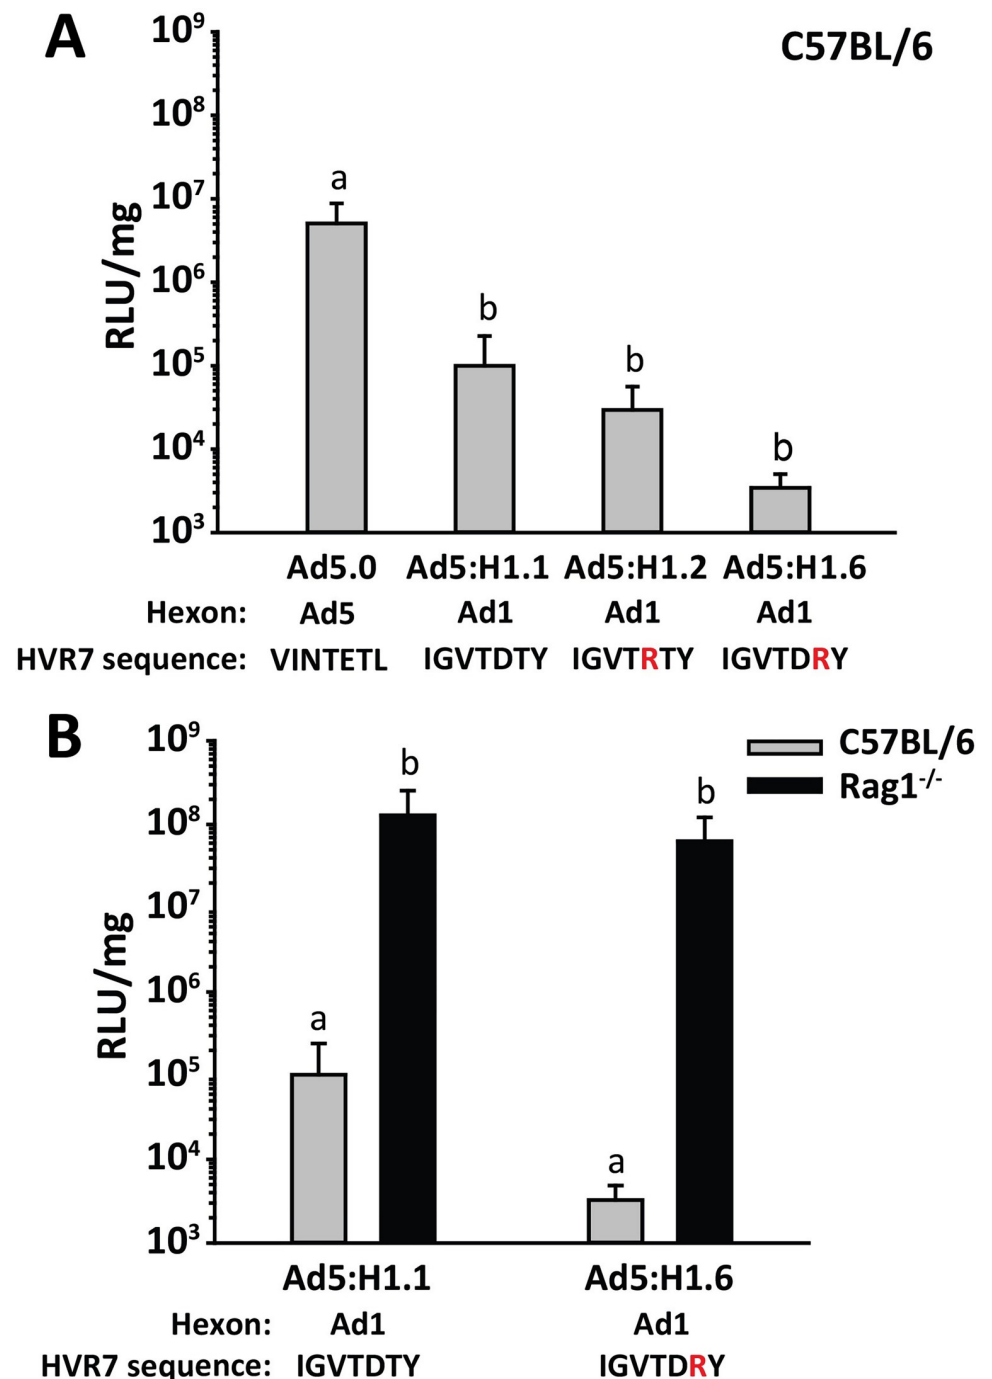 A
C57BL/6
10⁹
10⁸
10⁷
10⁶
10⁵
10⁴
10³
RLU/mg
a
b
b
b
Ad5.0 Ad5:H1.1 Ad5:H1.2 Ad5:H1.6
Hexon: Ad5 Ad1 Ad1 Ad1
HVR7 sequence: VINTETL IGVTDTY IGVTRTY IGVTDRY
B
C57BL/6
Rag1⁻/⁻
10⁹
10⁸
10⁷
10⁶
10⁵
10⁴
10³
RLU/mg
a
b
a
b
Ad5:H1.1 Ad5:H1.6
Hexon: Ad1 Ad1
HVR7 sequence: IGVTDTY IGVTDRY